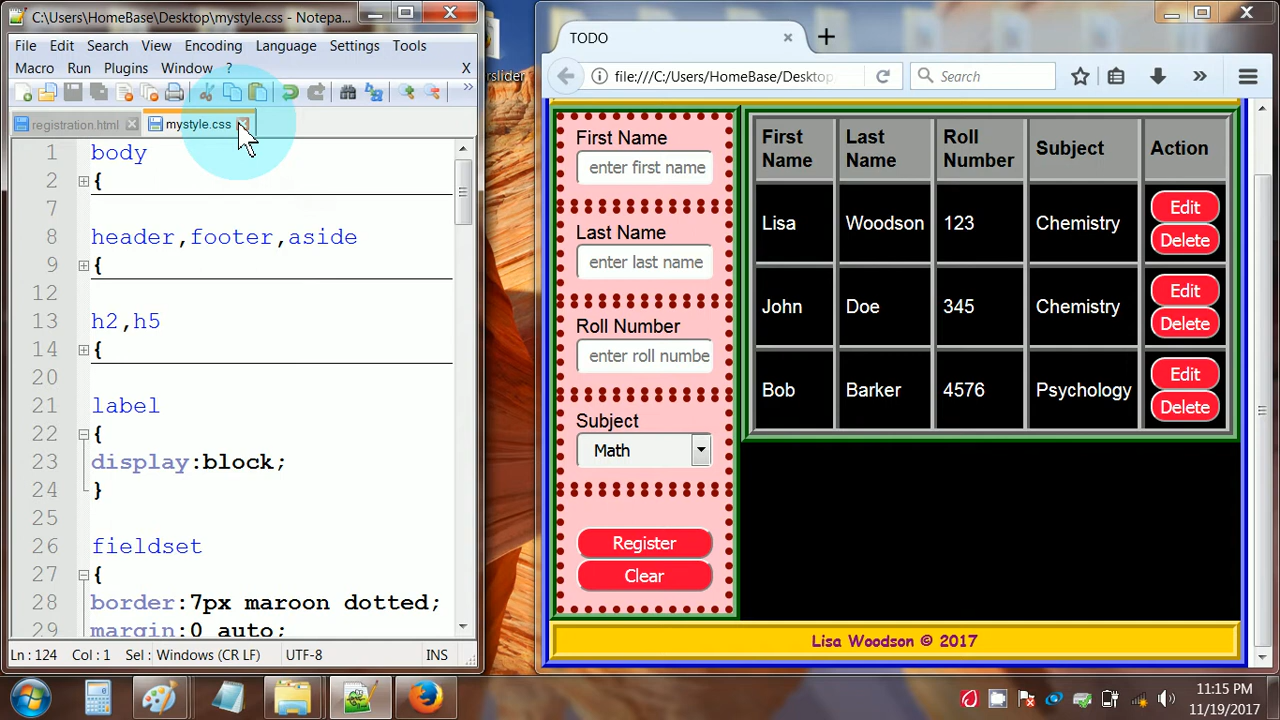 C:\Users\HomeBase\Desktop\mystyle.css - Notepa...
File Edit Search View Encoding Language Settings Tools
Macro Run Plugins Window ? X
registration.html mystyle.css
1 body
2 {
7
8 header,footer,aside
9 {
12
13 h2,h5
14 {
20
21 label
22 {
23 display:block;
24 }
25
26 fieldset
27 {
28 border:7px maroon dotted;
29 margin:0 auto;
Ln : 124 Col : 1 Sel : Windows (CR LF) UTF-8 INS
TODO
file:///C:/Users/HomeBase/Desktop
Search
First Name
enter first name
Last Name
enter last name
Roll Number
enter roll numbe
Subject
Math
Register
Clear
First Name Last Name Roll Number Subject Action
Lisa Woodson 123 Chemistry Edit Delete
John Doe 345 Chemistry Edit Delete
Bob Barker 4576 Psychology Edit Delete
Lisa Woodson © 2017
11:15 PM
11/19/2017